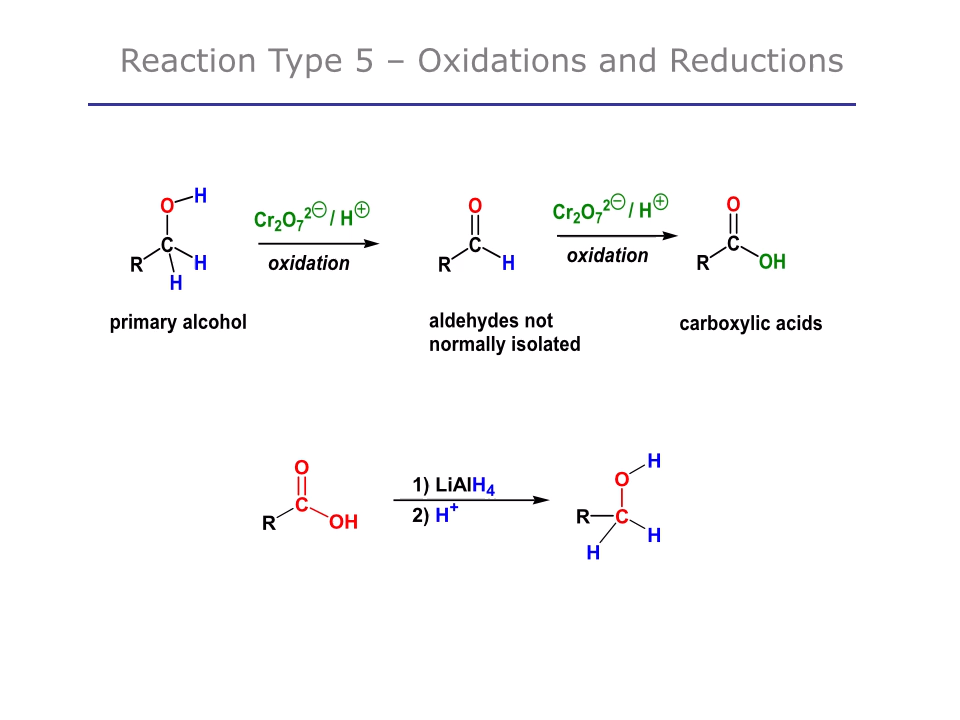 Reaction Type 5 – Oxidations and Reductions
O H
C
R H
H
Cr₂O₇²⊖ / H⊕
oxidation
O
C
R H
Cr₂O₇²⊖ / H⊕
oxidation
O
C
R OH
primary alcohol
aldehydes not
normally isolated
carboxylic acids
O
C
R OH
1) LiAlH₄
2) H⁺
H
O
R C
H
H